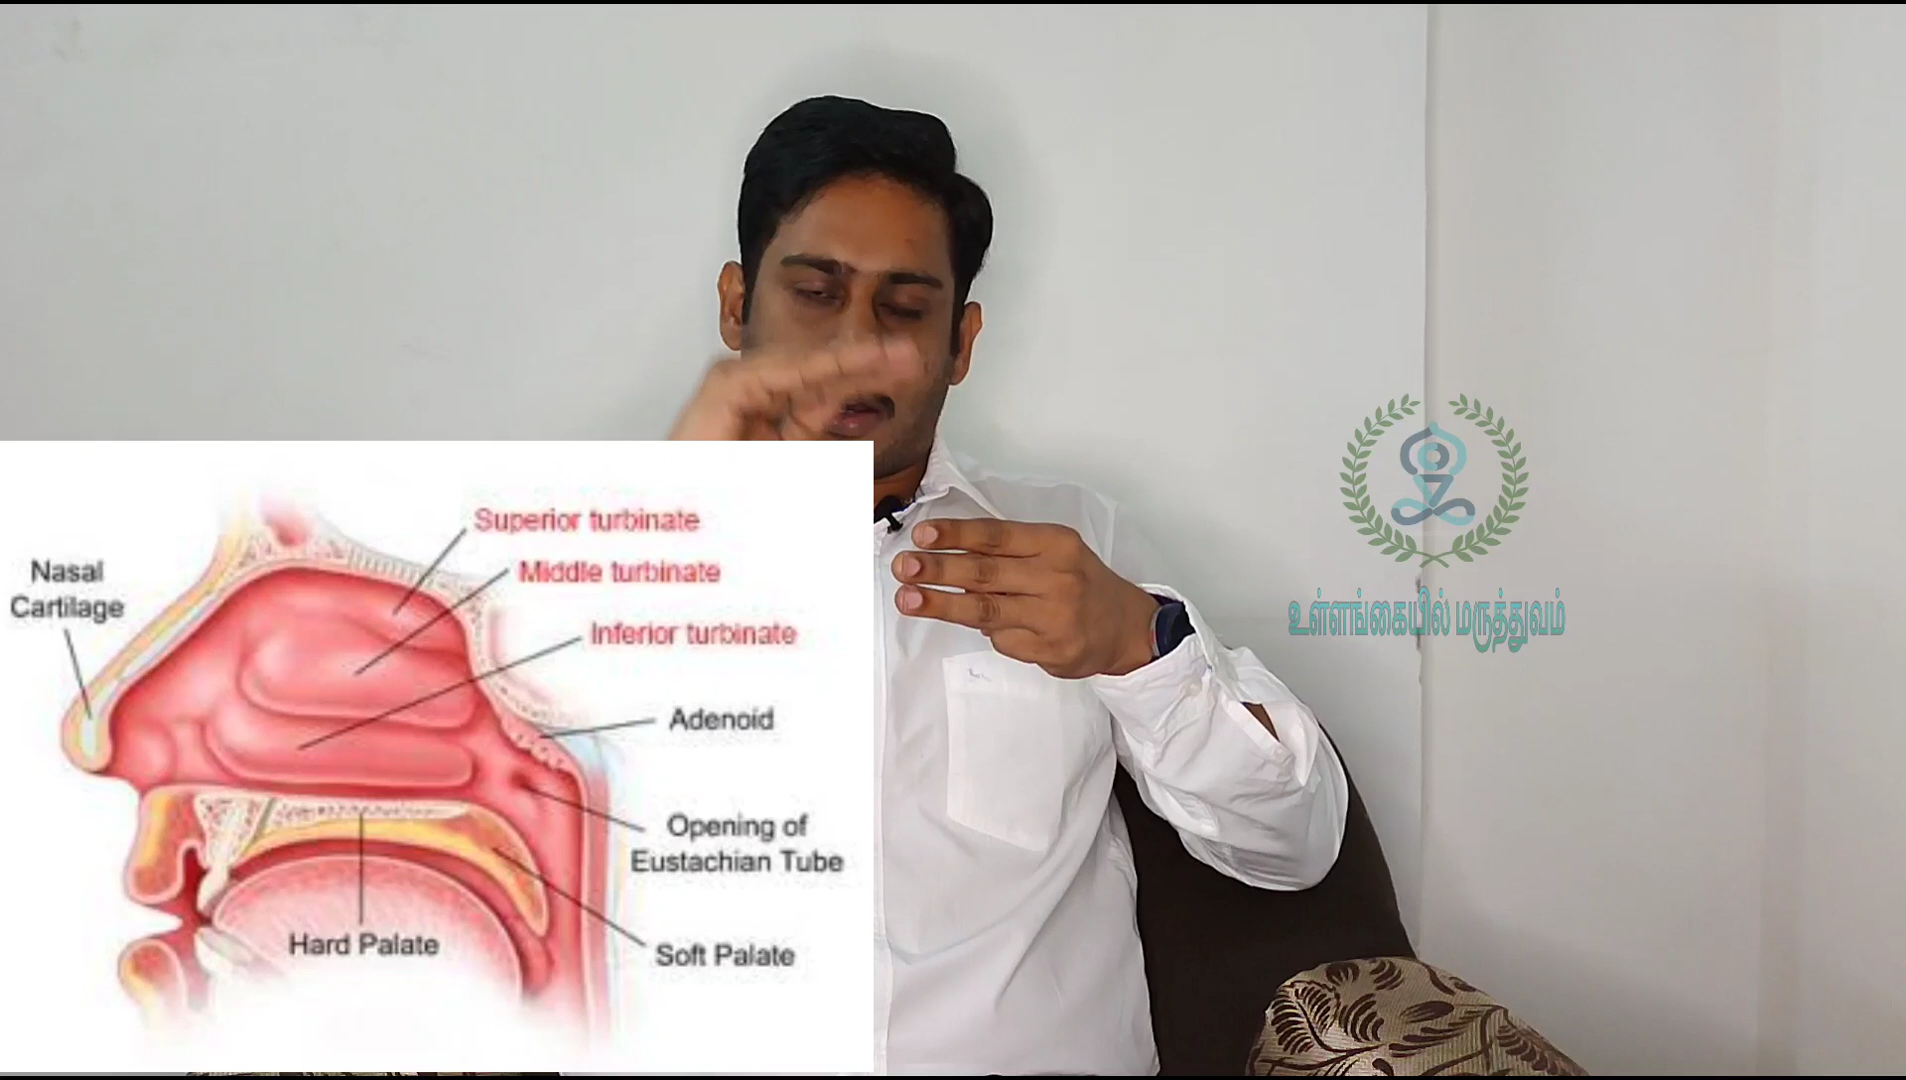 Superior turbinate
Middle turbinate
Nasal
Cartilage
Inferior turbinate
Adenoid
Opening of
Eustachian Tube
Hard Palate
Soft Palate
உள்ளங்கையில் மருத்துவம்